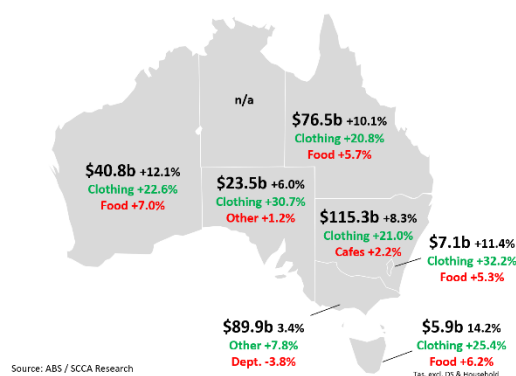 n/a
$76.5b +10.1%
Clothing +20.8%
Food +5.7%
$40.8b +12.1%
Clothing +22.6%
Food +7.0%
$23.5b +6.0%
Clothing +30.7%
Other +1.2%
$115.3b +8.3%
Clothing +21.0%
Cafes +2.2%
$7.1b +11.4%
Clothing +32.2%
Food +5.3%
$89.9b 3.4%
Other +7.8%
Dept. -3.8%
$5.9b 14.2%
Clothing +25.4%
Food +6.2%
Tas. excl. DS & Household
Source: ABS / SCCA Research